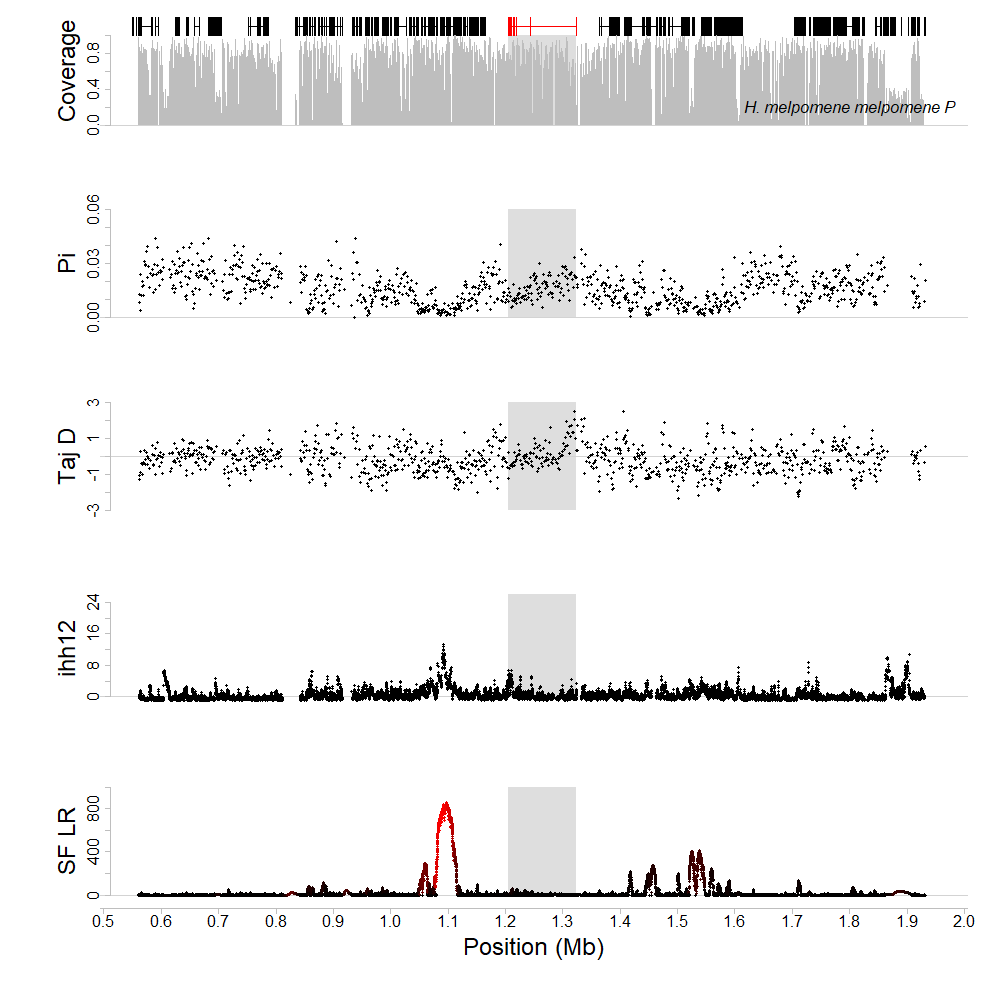 Coverage
0.0 0.4 0.8
H. melpomene melpomene P
Pi
0.00 0.03 0.06
Taj D
-3 -1 1 3
ihh12
0 8 16 24
SF LR
0 400 800
0.5 0.6 0.7 0.8 0.9 1.0 1.1 1.2 1.3 1.4 1.5 1.6 1.7 1.8 1.9 2.0
Position (Mb)